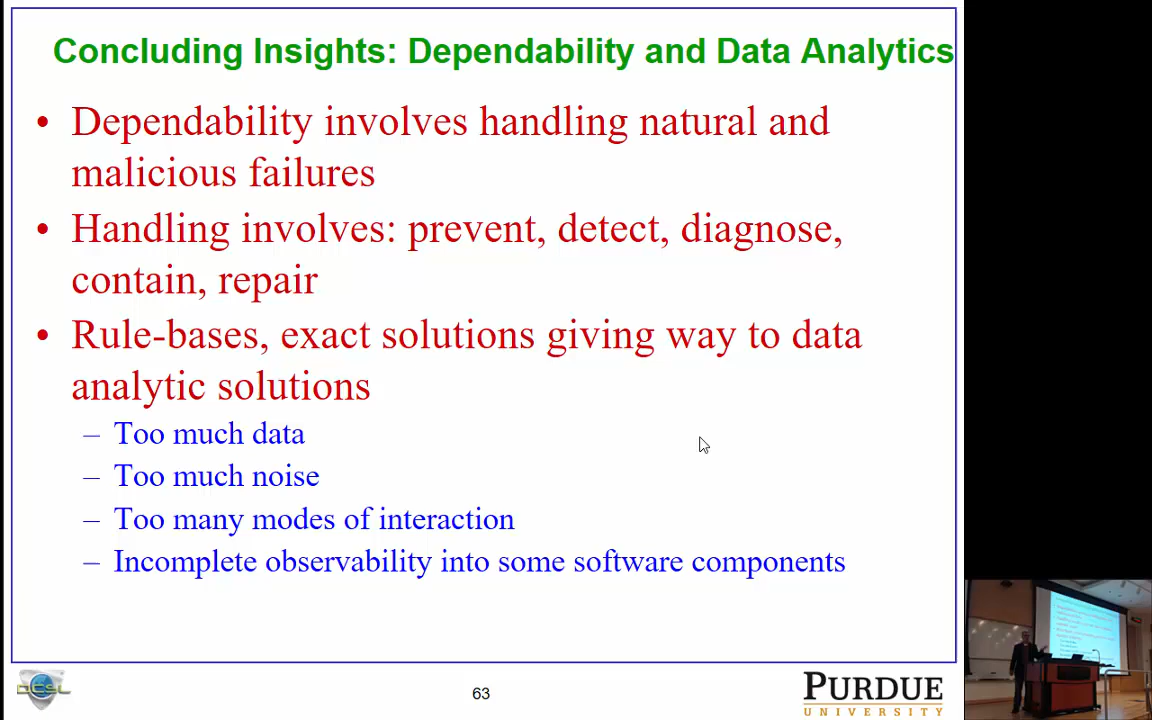 Concluding Insights: Dependability and Data Analytics
• Dependability involves handling natural and
malicious failures
• Handling involves: prevent, detect, diagnose,
contain, repair
• Rule-bases, exact solutions giving way to data
analytic solutions
– Too much data
– Too much noise
– Too many modes of interaction
– Incomplete observability into some software components
DCSL
63
PURDUE
UNIVERSITY